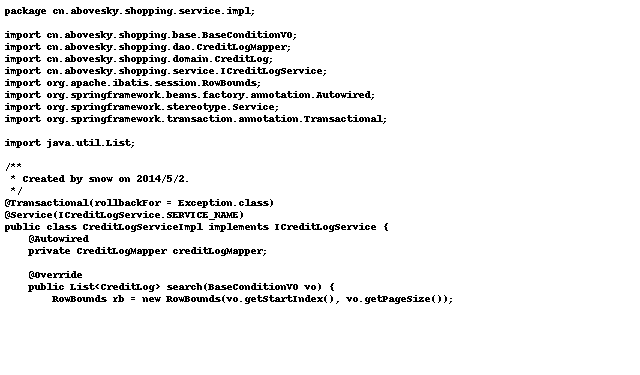 package cn.abovesky.shopping.service.impl;

import cn.abovesky.shopping.base.BaseConditionVO;
import cn.abovesky.shopping.dao.CreditLogMapper;
import cn.abovesky.shopping.domain.CreditLog;
import cn.abovesky.shopping.service.ICreditLogService;
import org.apache.ibatis.session.RowBounds;
import org.springframework.beans.factory.annotation.Autowired;
import org.springframework.stereotype.Service;
import org.springframework.transaction.annotation.Transactional;

import java.util.List;

/**
 * Created by snow on 2014/5/2.
 */
@Transactional(rollbackFor = Exception.class)
@Service(ICreditLogService.SERVICE_NAME)
public class CreditLogServiceImpl implements ICreditLogService {
    @Autowired
    private CreditLogMapper creditLogMapper;

    @Override
    public List<CreditLog> search(BaseConditionVO vo) {
        RowBounds rb = new RowBounds(vo.getStartIndex(), vo.getPageSize());